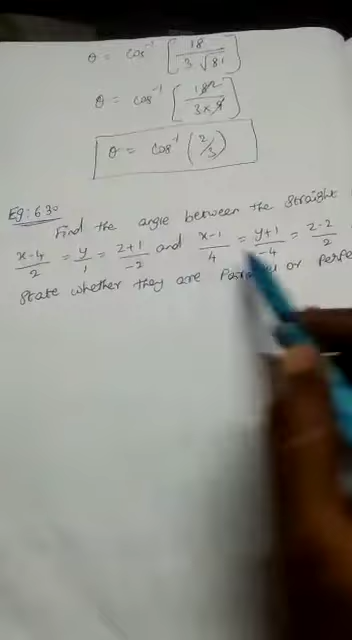 θ = cos⁻¹ [18 / 3√81]
θ = cos⁻¹ [18² / 3×9]
θ = cos⁻¹ (2/3)
Eg: 6.30
Find the angle between the straight
x-4/2 = y/1 = z+1/-2 and x-1/4 = y+1/-4 = z-2/2
State whether they are or